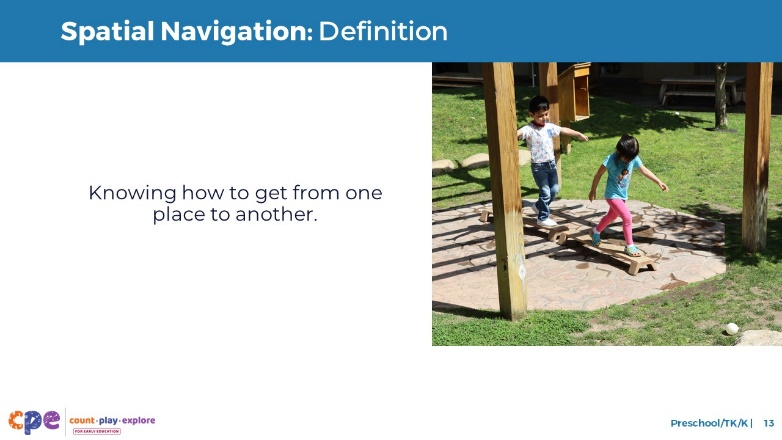 Spatial Navigation: Definition
Knowing how to get from one
place to another.
cpe
count·play·explore
FOR EARLY EDUCATION
Preschool/TK/K | 13